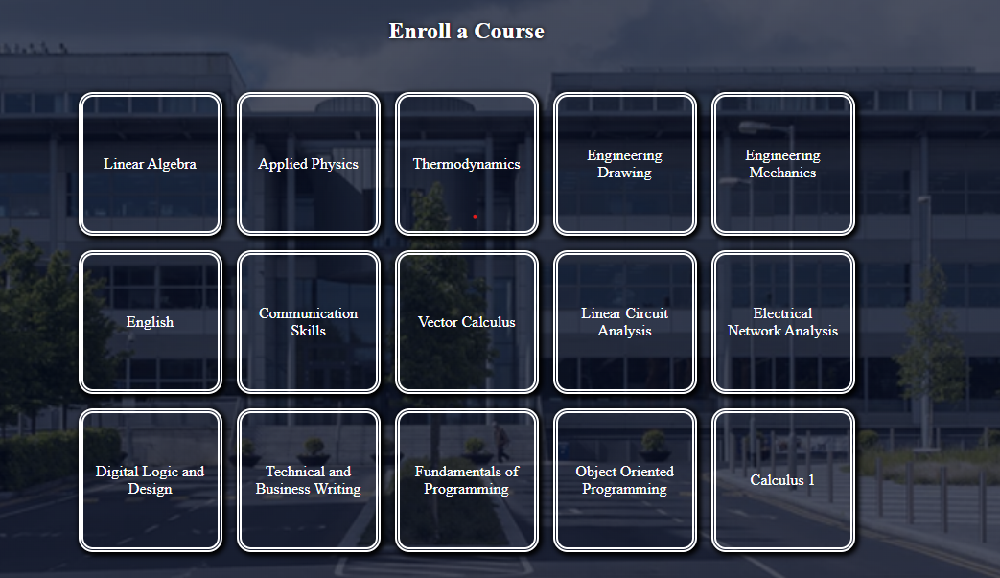 Enroll a Course
Linear Algebra
Applied Physics
Thermodynamics
Engineering
Drawing
Engineering
Mechanics
English
Communication
Skills
Vector Calculus
Linear Circuit
Analysis
Electrical
Network Analysis
Digital Logic and
Design
Technical and
Business Writing
Fundamentals of
Programming
Object Oriented
Programming
Calculus 1